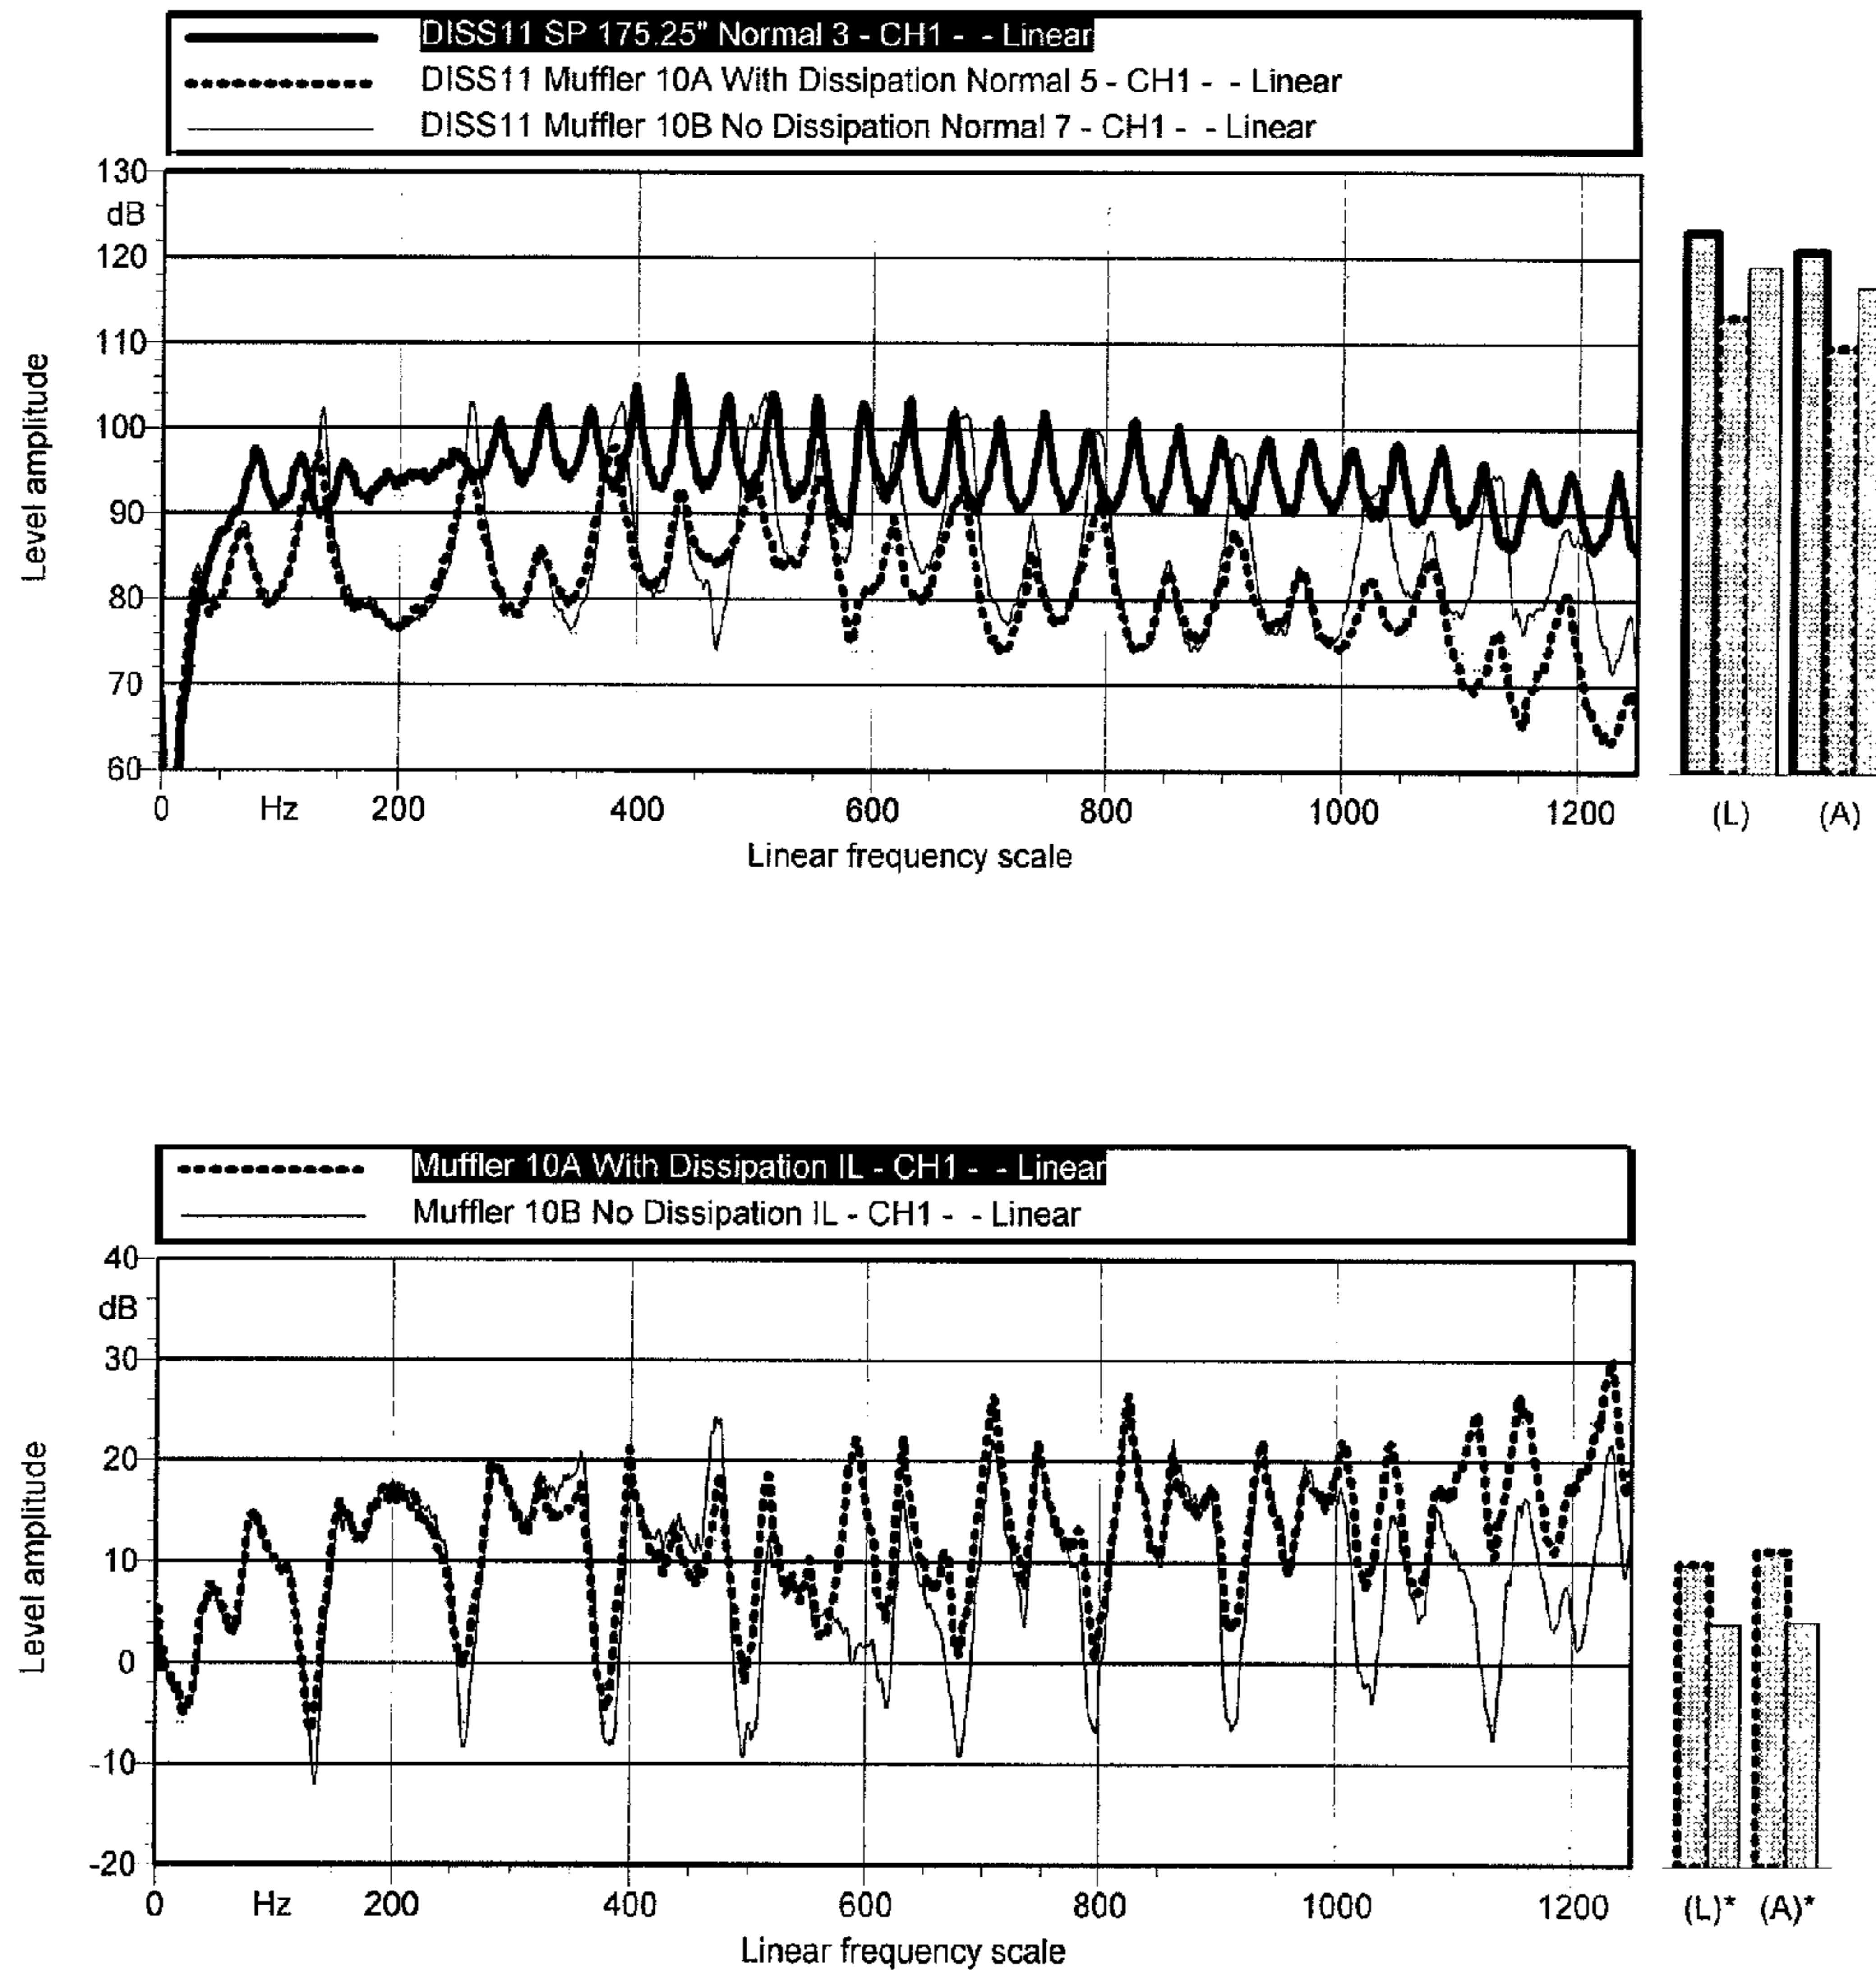 DISS11 SP 175.25" Normal 3 - CH1 - - Linear
DISS11 Muffler 10A With Dissipation Normal 5 - CH1 - - Linear
DISS11 Muffler 10B No Dissipation Normal 7 - CH1 - - Linear
130
dB
120
110
100
90
80
70
60
Level amplitude
0 Hz 200 400 600 800 1000 1200
(L) (A)
Linear frequency scale
Muffler 10A With Dissipation IL - CH1 - - Linear
Muffler 10B No Dissipation IL - CH1 - - Linear
40
dB
30
20
10
0
-10
-20
Level amplitude
0 Hz 200 400 600 800 1000 1200
(L)* (A)*
Linear frequency scale